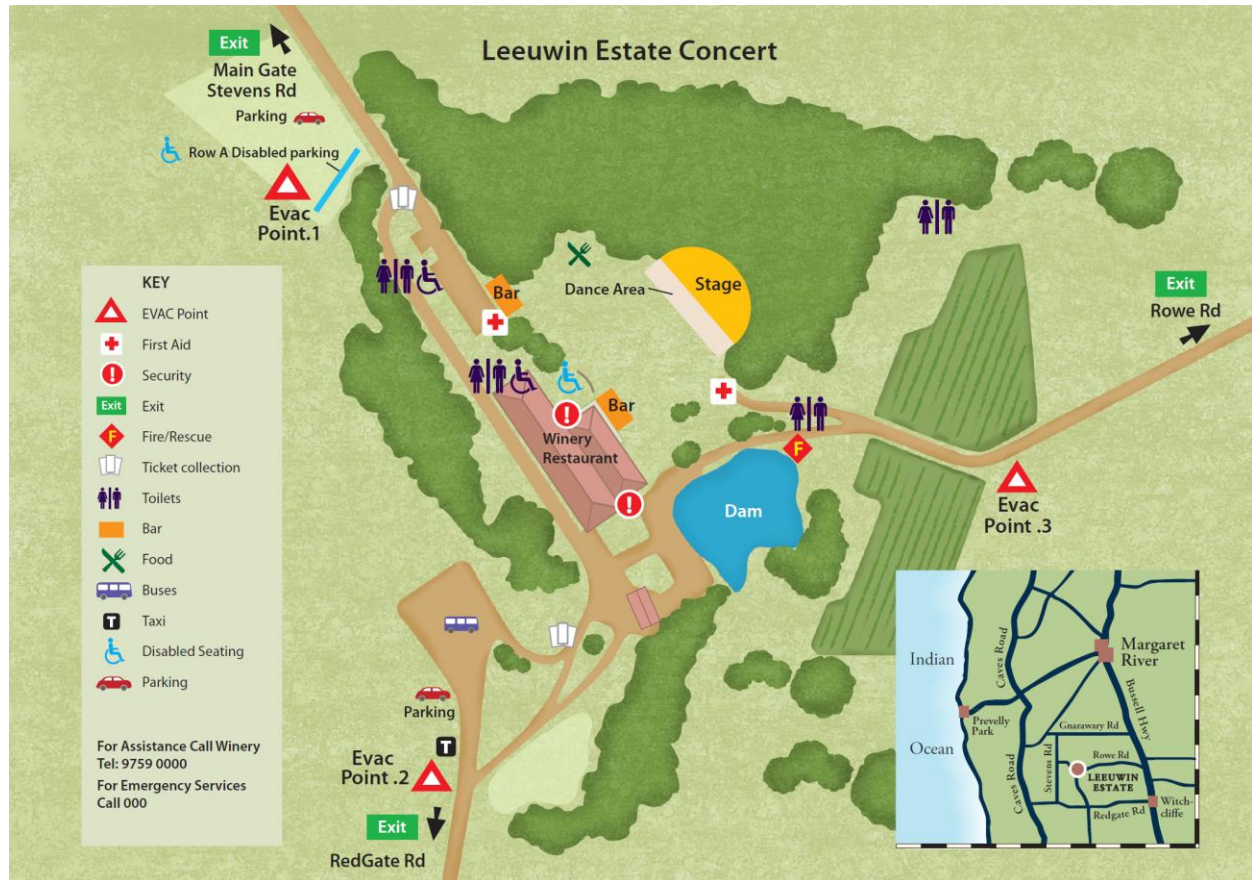 Leeuwin Estate Concert
Exit
Main Gate
Stevens Rd
Parking
Row A Disabled parking
Evac
Point.1
Bar
Dance Area
Stage
Exit
Rowe Rd
Bar
Winery
Restaurant
F
Dam
Evac
Point .3
KEY
EVAC Point
First Aid
! Security
Exit Exit
F Fire/Rescue
Ticket collection
Toilets
Bar
Food
Buses
T Taxi
Disabled Seating
Parking
For Assistance Call Winery
Tel: 9759 0000
For Emergency Services
Call 000
!
!
Parking
T
Evac
Point .2
Exit
RedGate Rd
Indian
Ocean
Caves Road
Margaret
River
Bussell Hwy
Prevelly
Park
Gnarawary Rd
Stevens Rd
Rowe Rd
LEEUWIN
ESTATE
Caves Road
Redgate Rd
Witch-
cliffe